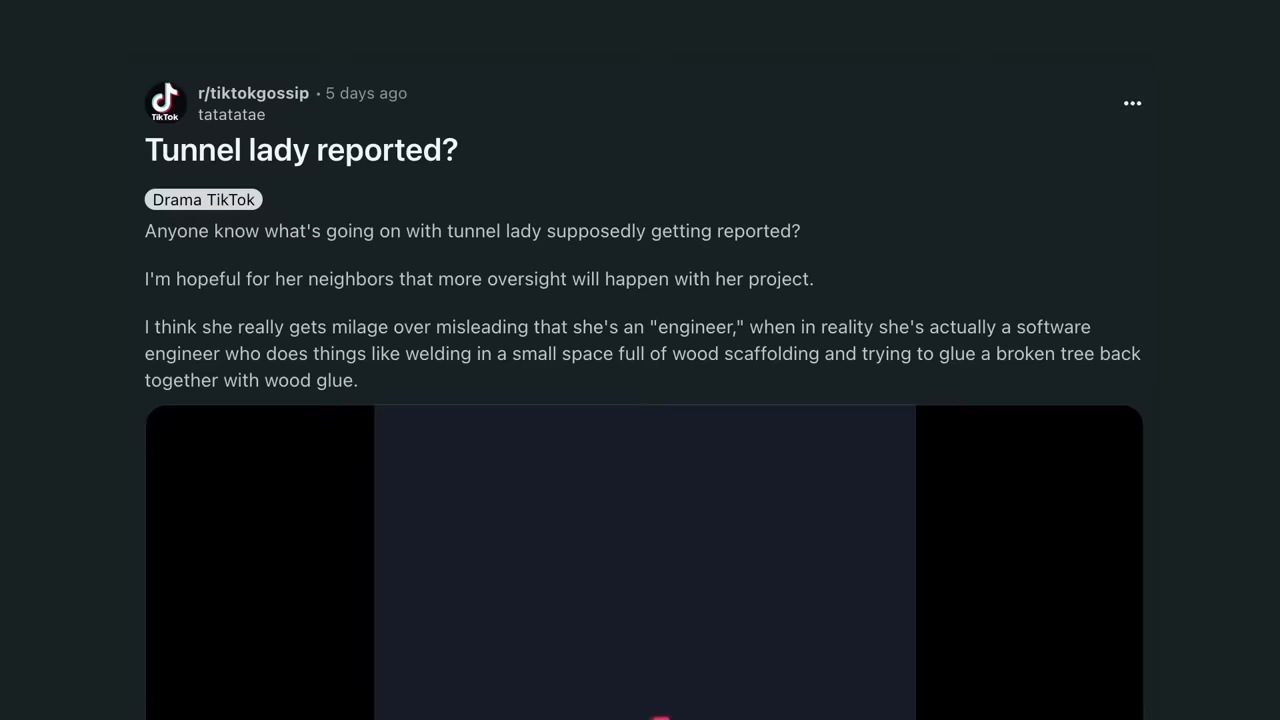 r/tiktokgossip • 5 days ago
TikTok
tatatatae
Tunnel lady reported?
Drama TikTok
Anyone know what's going on with tunnel lady supposedly getting reported?
I'm hopeful for her neighbors that more oversight will happen with her project.
I think she really gets milage over misleading that she's an "engineer," when in reality she's actually a software
engineer who does things like welding in a small space full of wood scaffolding and trying to glue a broken tree back
together with wood glue.